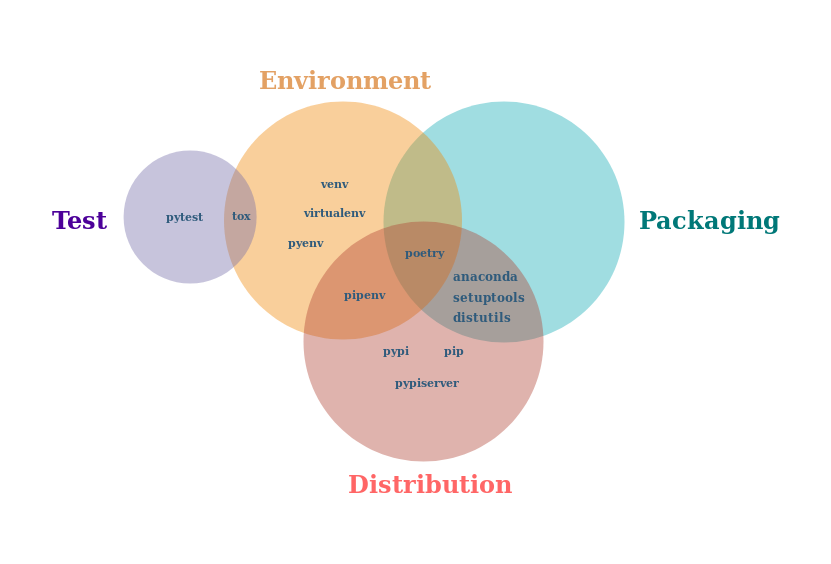 Environment
venv
virtualenv
Test
pytest
tox
Packaging
pyenv
poetry
anaconda
pipenv
setuptools
distutils
pypi
pip
pypiserver
Distribution